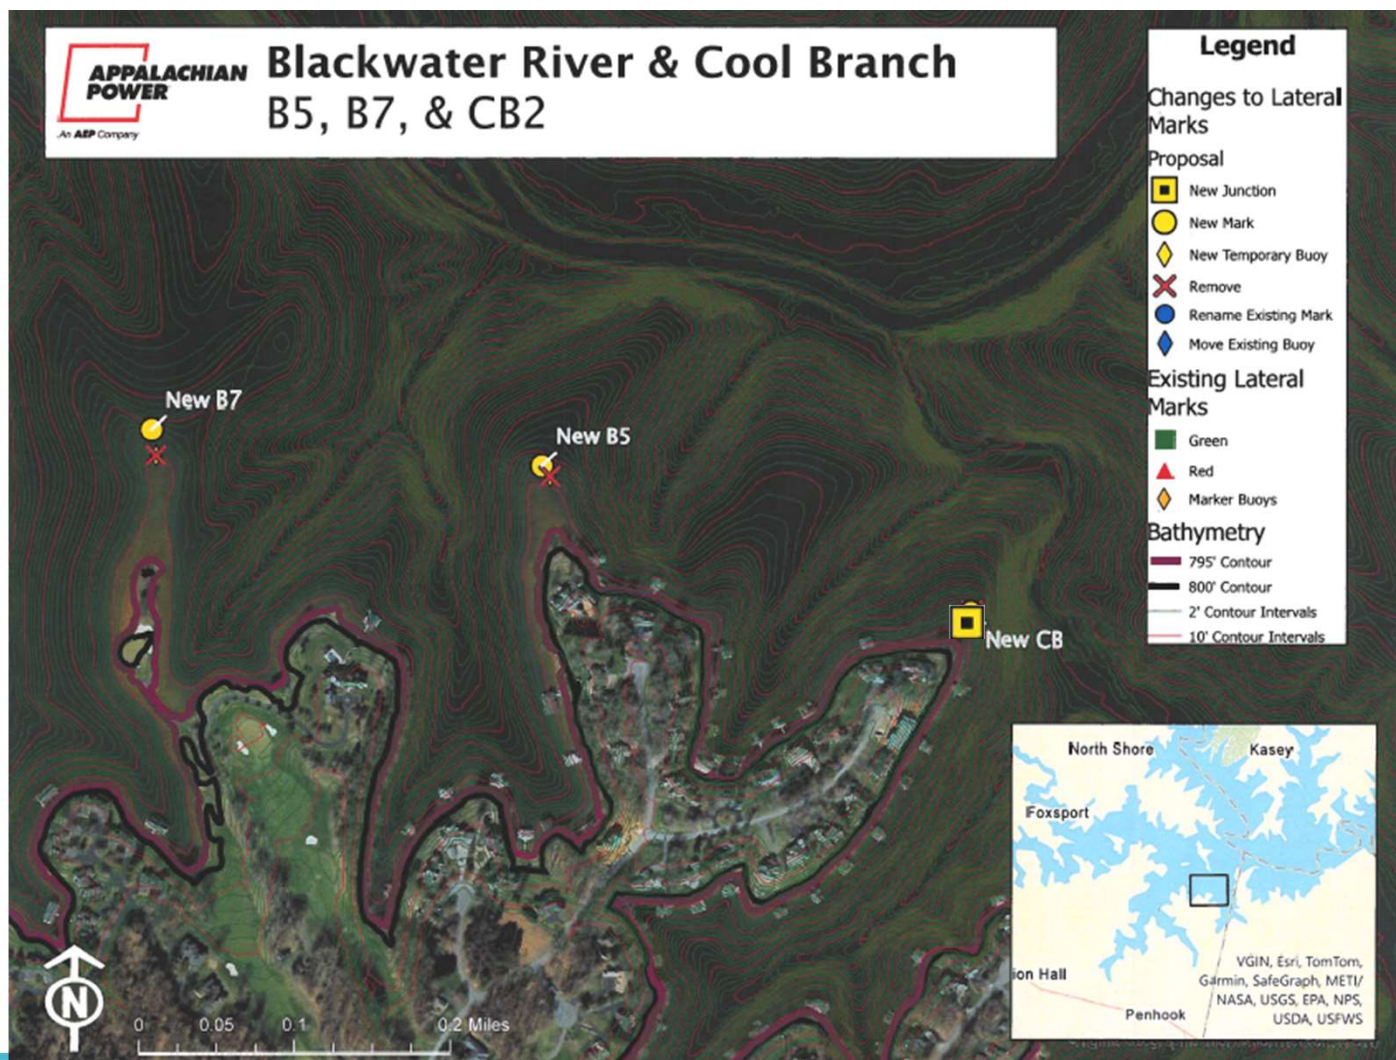 APPALACHIAN
POWER
An AEP Company
Blackwater River & Cool Branch
B5, B7, & CB2
Legend
Changes to Lateral
Marks
Proposal
New Junction
New Mark
New Temporary Buoy
Remove
Rename Existing Mark
Move Existing Buoy
Existing Lateral
Marks
Green
Red
Marker Buoys
Bathymetry
795' Contour
800' Contour
2' Contour Intervals
10' Contour Intervals
New B7
New B5
New CB
North Shore
Kasey
Foxsport
ion Hall
Penhook
VGIN, Esri, TomTom,
Garmin, SafeGraph, METI/
NASA, USGS, EPA, NPS,
USDA, USFWS
N
0 0.05 0.1 0.2 Miles